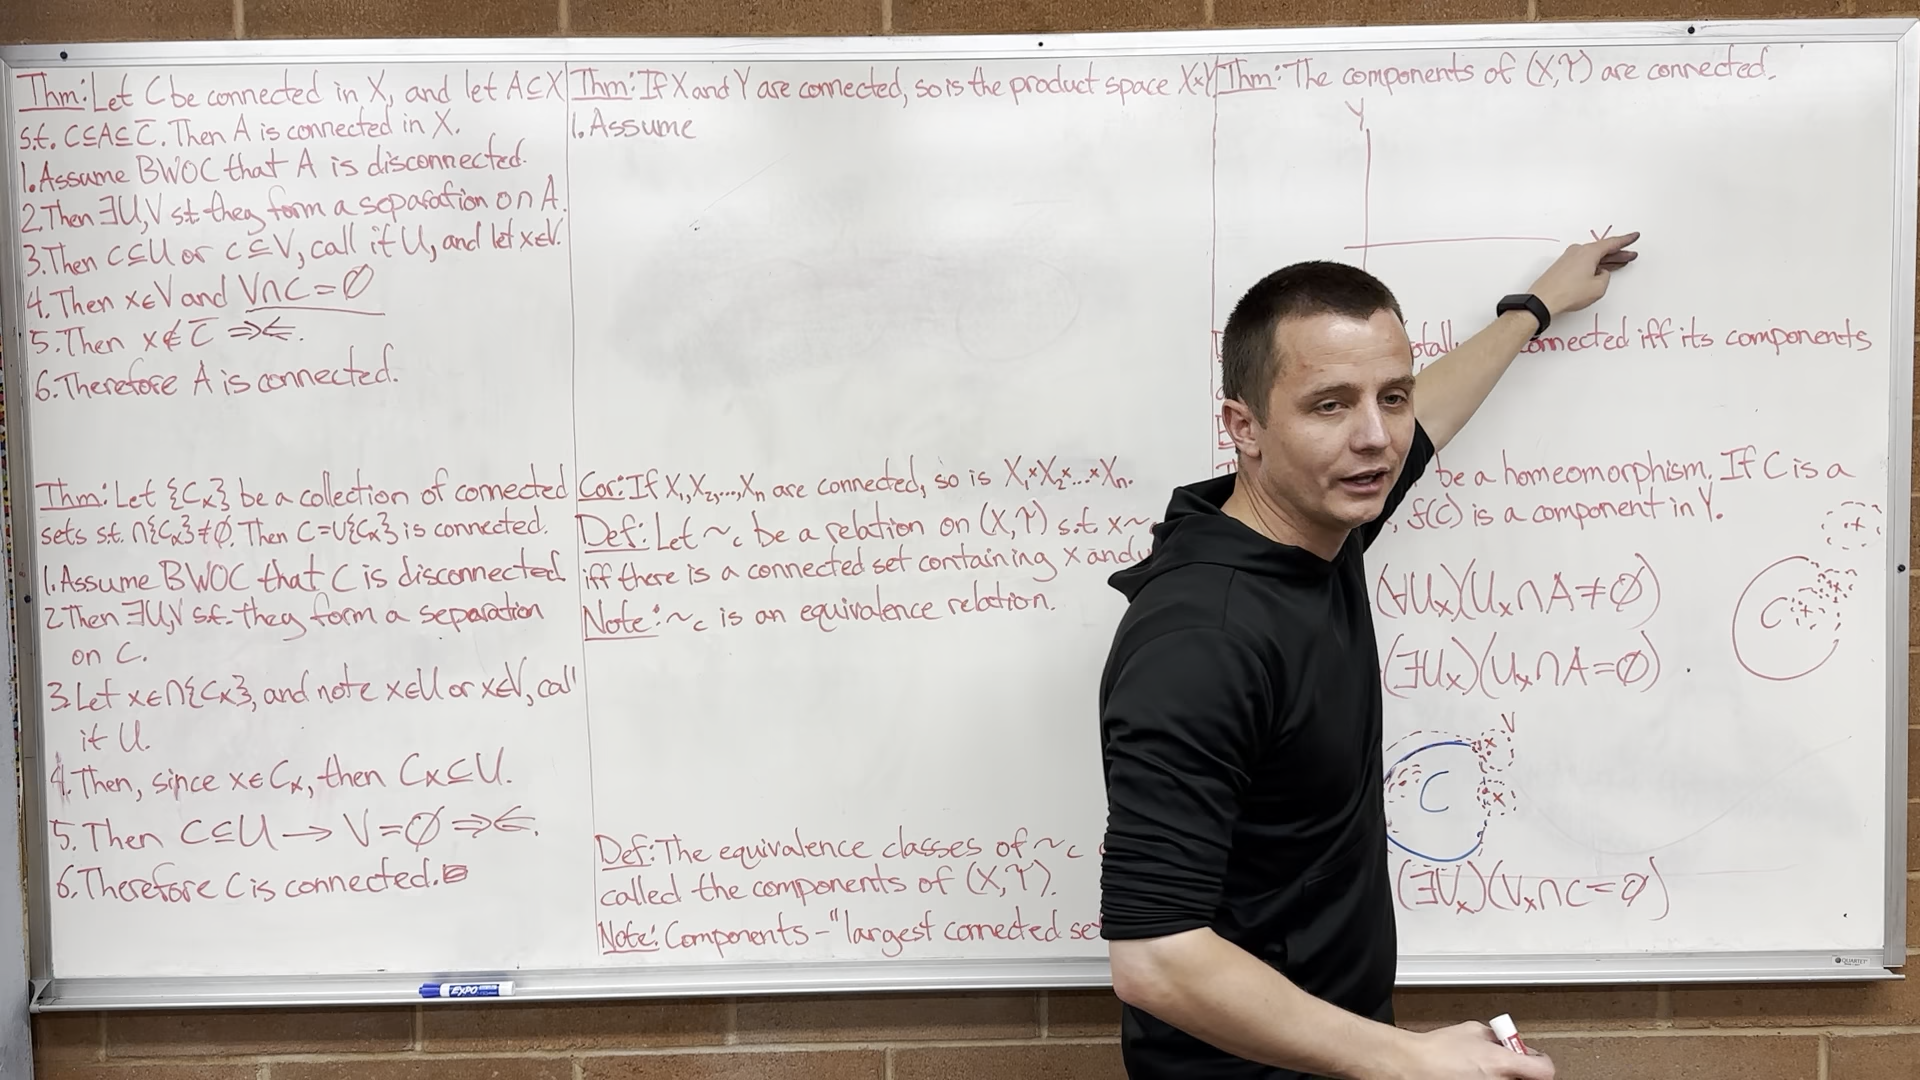 Thm: Let C be connected in X, and let A⊆X
s.t. C⊆A⊆C̅. Then A is connected in X.
1. Assume BWOC that A is disconnected.
2. Then ∃U,V s.t. they form a separation on A.
3. Then C⊆U or C⊆V, call it U, and let x∈V.
4. Then x∈V and V∩C=∅
5. Then x∉C̅ ⇒⇐.
6. Therefore A is connected.
Thm: Let {Cα} be a collection of connected
sets s.t. ∩{Cα}≠∅. Then C=∪{Cα} is connected.
1. Assume BWOC that C is disconnected
2. Then ∃U,V s.t. they form a separation
on C.
3. Let x∈∩{Cα}, and note x∈U or x∈V, call
it U.
4. Then, since x∈Cα, then Cα⊆U.
5. Then C⊆U → V=∅ ⇒⇐.
6. Therefore C is connected.
Thm: If X and Y are connected, so is the product space X×Y
1. Assume
Cor: If X₁,X₂,...,Xn are connected, so is X₁×X₂×...×Xn.
Def: Let ~c be a relation on (X,T) s.t x~
iff there is a connected set containing x and
Note: ~c is an equivalence relation.
Def: The equivalence classes of ~c
called the components of (X,T).
Note: Components - "largest connected
Thm: The components of (X,T) are connected.
Y
X
connected iff its components
be a homeomorphism. If C is a
f(C) is a component in Y.
(∀Ux)(Ux∩A≠∅)
C
(∃Ux)(Ux∩A=∅)
V
x
C
x
(∃Vx)(Vx∩C=∅)
QUARTET
EXPO